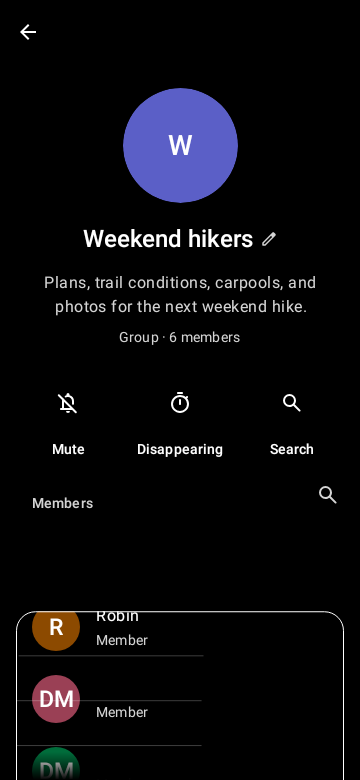 W
Weekend hikers
Plans, trail conditions, carpools, and
photos for the next weekend hike.
Group · 6 members
Mute
Disappearing
Search
Members
R
Robin
Member
DM
Member
DM